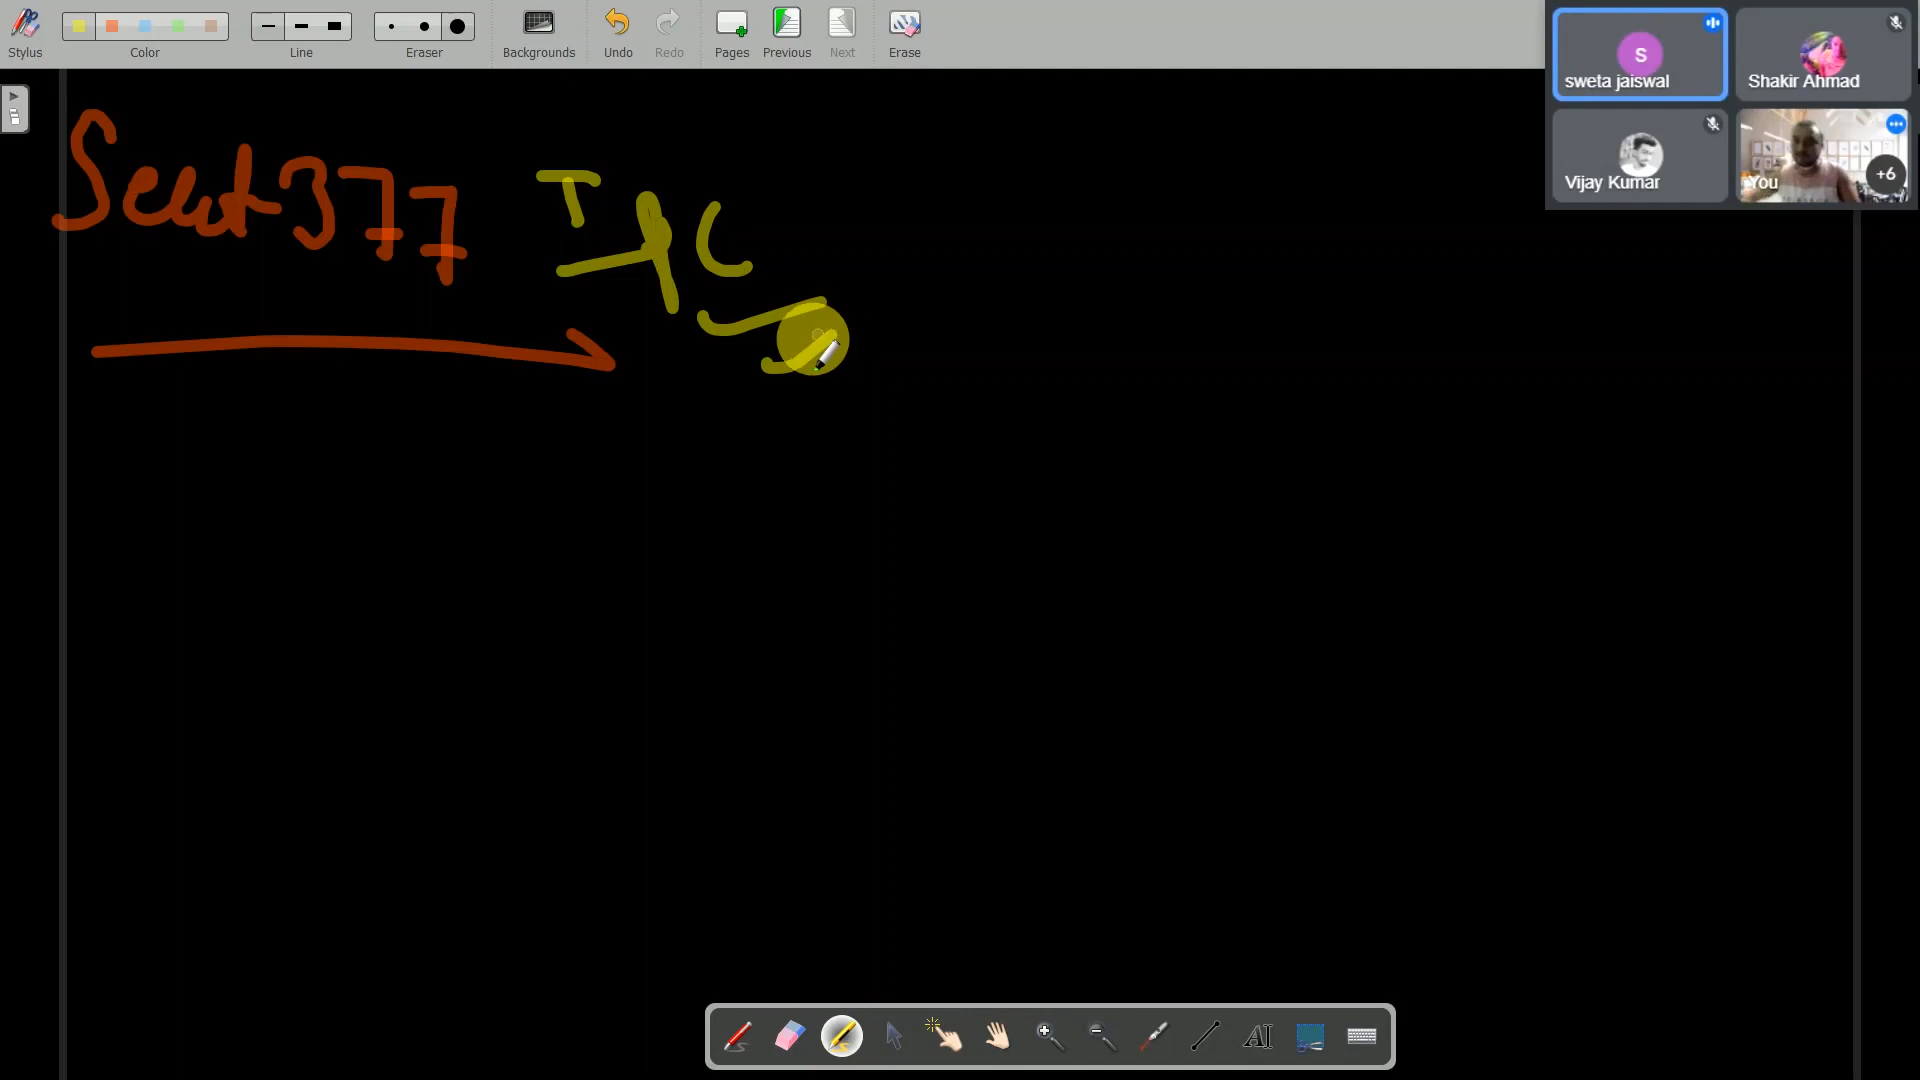 Stylus Color Line Eraser Backgrounds Undo Redo Pages Previous Next Erase
S
sweta jaiswal
Shakir Ahmad
Vijay Kumar
You
+6
Sect 377 IPC
AI